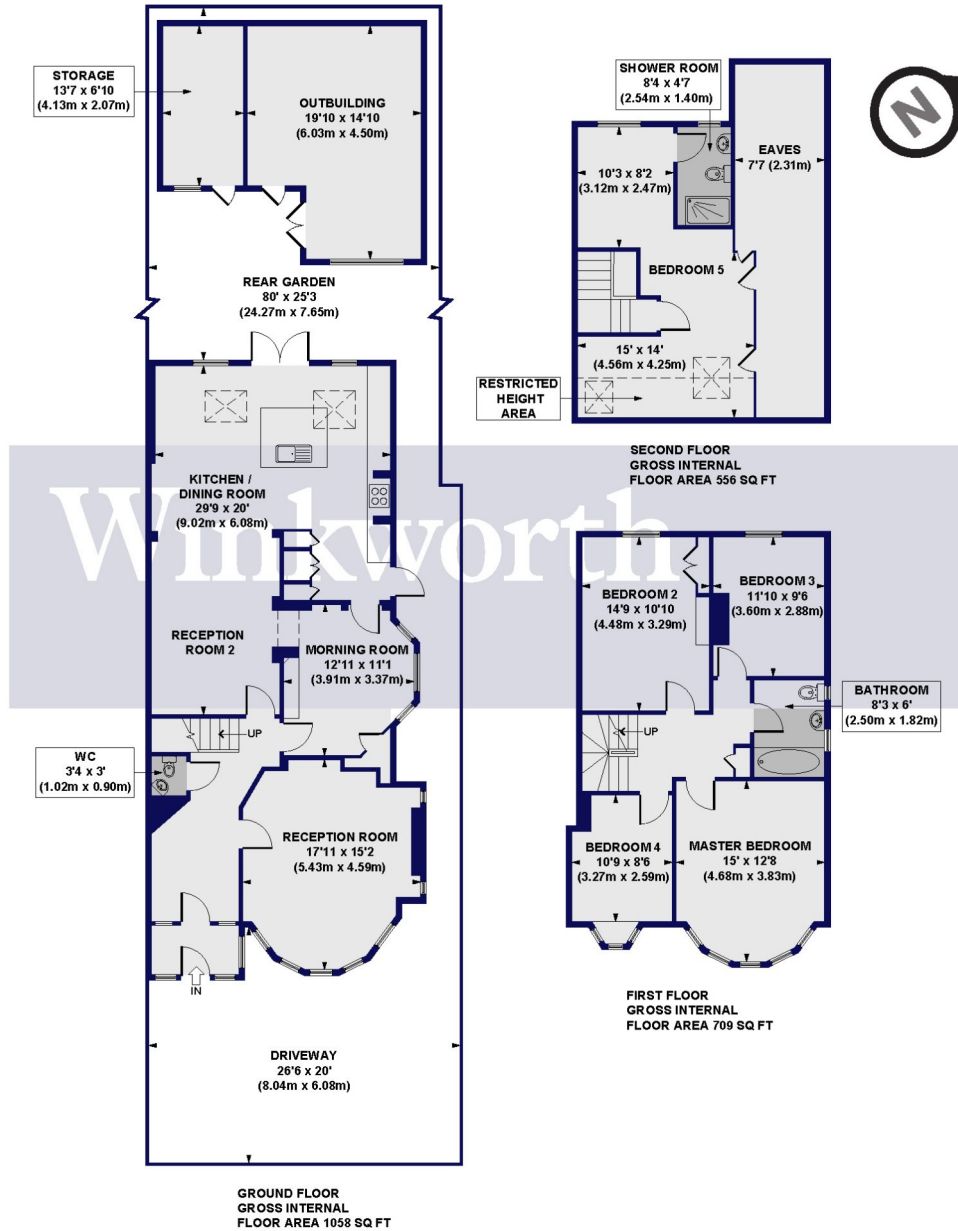 STORAGE
13'7 x 6'10
(4.13m x 2.07m)
OUTBUILDING
19'10 x 14'10
(6.03m x 4.50m)
SHOWER ROOM
8'4 x 4'7
(2.54m x 1.40m)
N
EAVES
7'7 (2.31m)
10'3 x 8'2
(3.12m x 2.47m)
BEDROOM 5
15' x 14'
(4.56m x 4.25m)
RESTRICTED
HEIGHT
AREA
SECOND FLOOR
GROSS INTERNAL
FLOOR AREA 556 SQ FT
REAR GARDEN
80' x 25'3
(24.27m x 7.65m)
Winkworth
KITCHEN /
DINING ROOM
29'9 x 20'
(9.02m x 6.08m)
RECEPTION
ROOM 2
MORNING ROOM
12'11 x 11'1
(3.91m x 3.37m)
UP
WC
3'4 x 3'
(1.02m x 0.90m)
RECEPTION ROOM
17'11 x 15'2
(5.43m x 4.59m)
IN
DRIVEWAY
26'6 x 20'
(8.04m x 6.08m)
GROUND FLOOR
GROSS INTERNAL
FLOOR AREA 1058 SQ FT
BEDROOM 2
14'9 x 10'10
(4.48m x 3.29m)
BEDROOM 3
11'10 x 9'6
(3.60m x 2.88m)
BATHROOM
8'3 x 6'
(2.50m x 1.82m)
UP
BEDROOM 4
10'9 x 8'6
(3.27m x 2.59m)
MASTER BEDROOM
15' x 12'8
(4.68m x 3.83m)
FIRST FLOOR
GROSS INTERNAL
FLOOR AREA 709 SQ FT